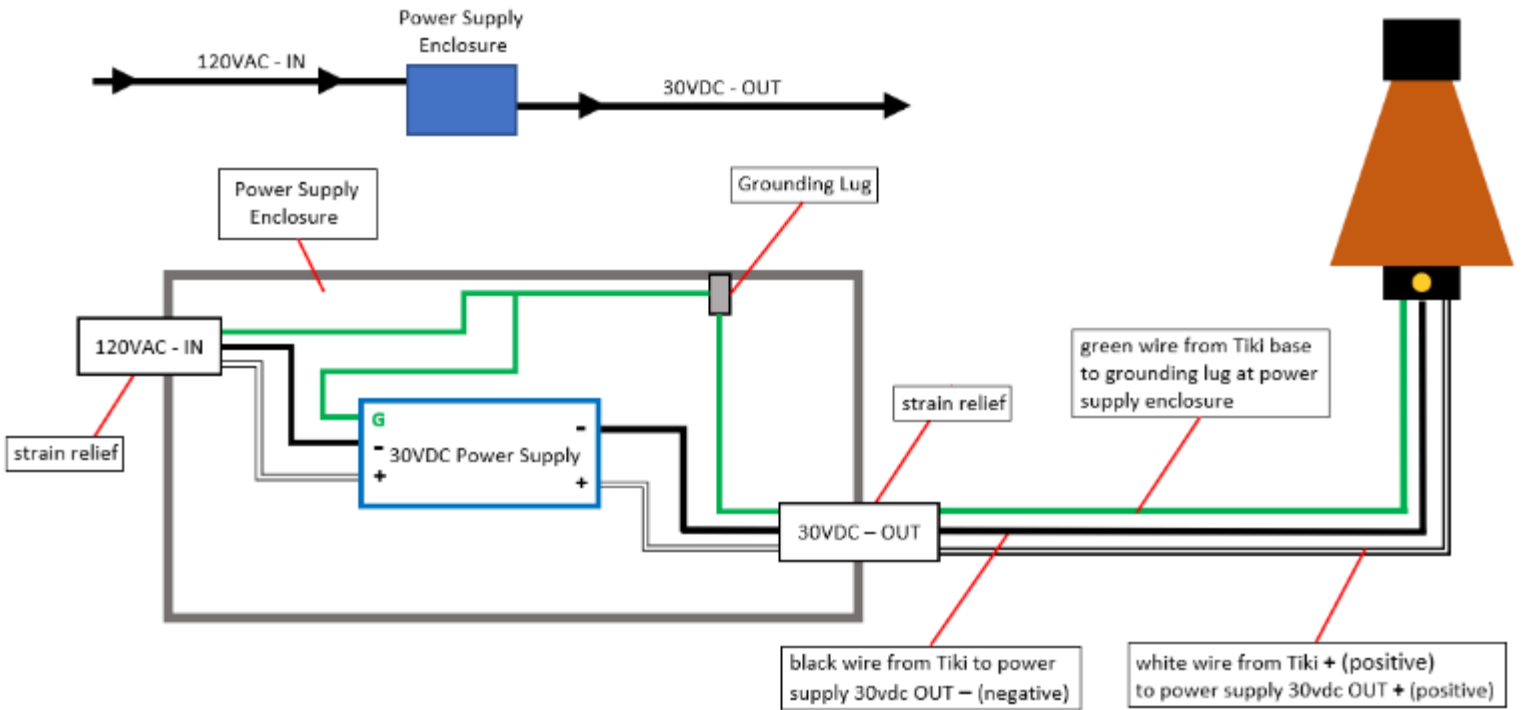 Power Supply
Enclosure
120VAC - IN
30VDC - OUT
Power Supply
Enclosure
Grounding Lug
120VAC - IN
strain relief
G
-
+
30VDC Power Supply
-
+
strain relief
30VDC – OUT
green wire from Tiki base
to grounding lug at power
supply enclosure
black wire from Tiki to power
supply 30vdc OUT – (negative)
white wire from Tiki + (positive)
to power supply 30vdc OUT + (positive)